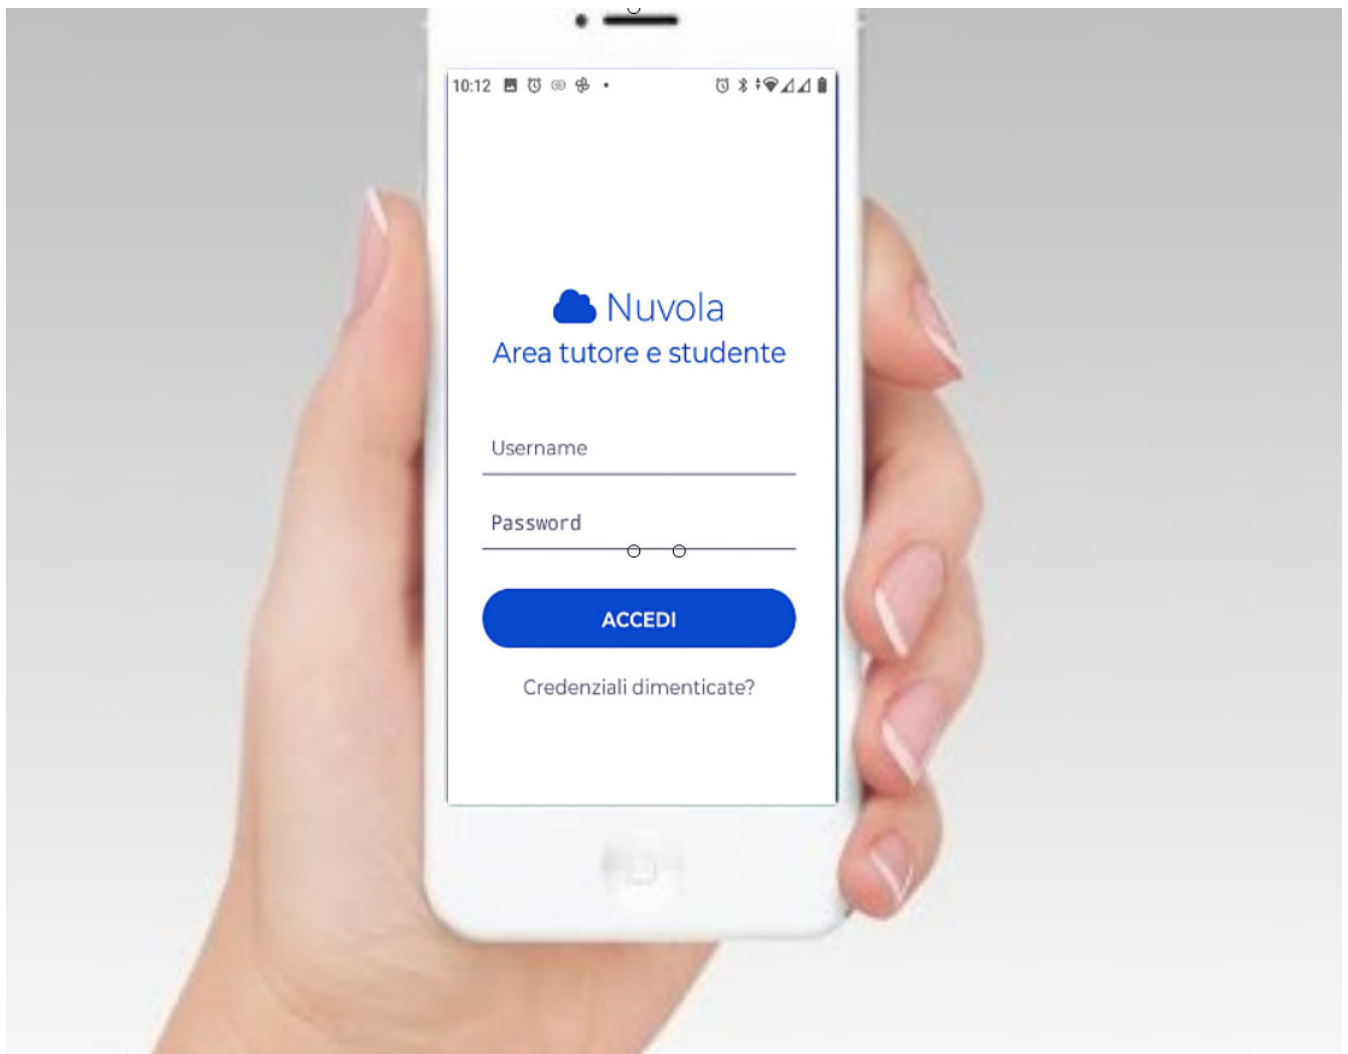 10:12
Nuvola
Area tutore e studente
Username
Password
ACCEDI
Credenziali dimenticate?